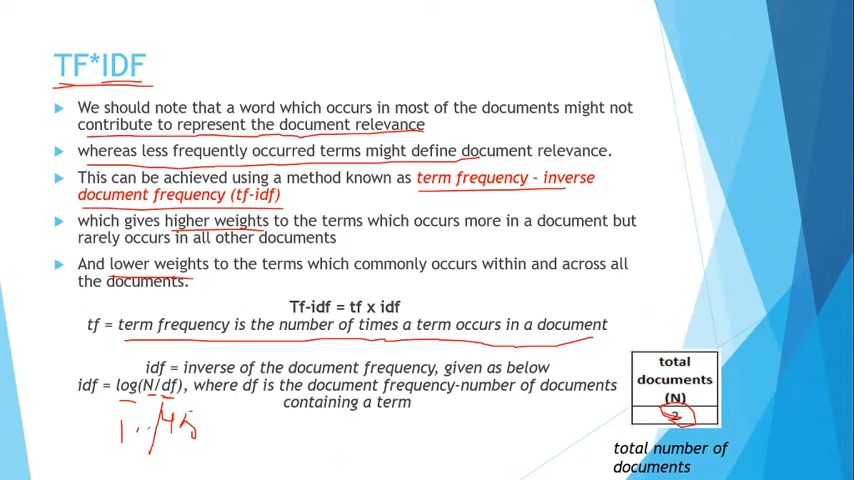 TF*IDF
We should note that a word which occurs in most of the documents might not
contribute to represent the document relevance
whereas less frequently occurred terms might define document relevance.
This can be achieved using a method known as term frequency - inverse
document frequency (tf-idf)
which gives higher weights to the terms which occurs more in a document but
rarely occurs in all other documents
And lower weights to the terms which commonly occurs within and across all
the documents.
Tf-idf = tf x idf
tf = term frequency is the number of times a term occurs in a document
idf = inverse of the document frequency, given as below
idf = log(N/df), where df is the document frequency-number of documents
containing a term
total
documents
(N)
total number of
documents